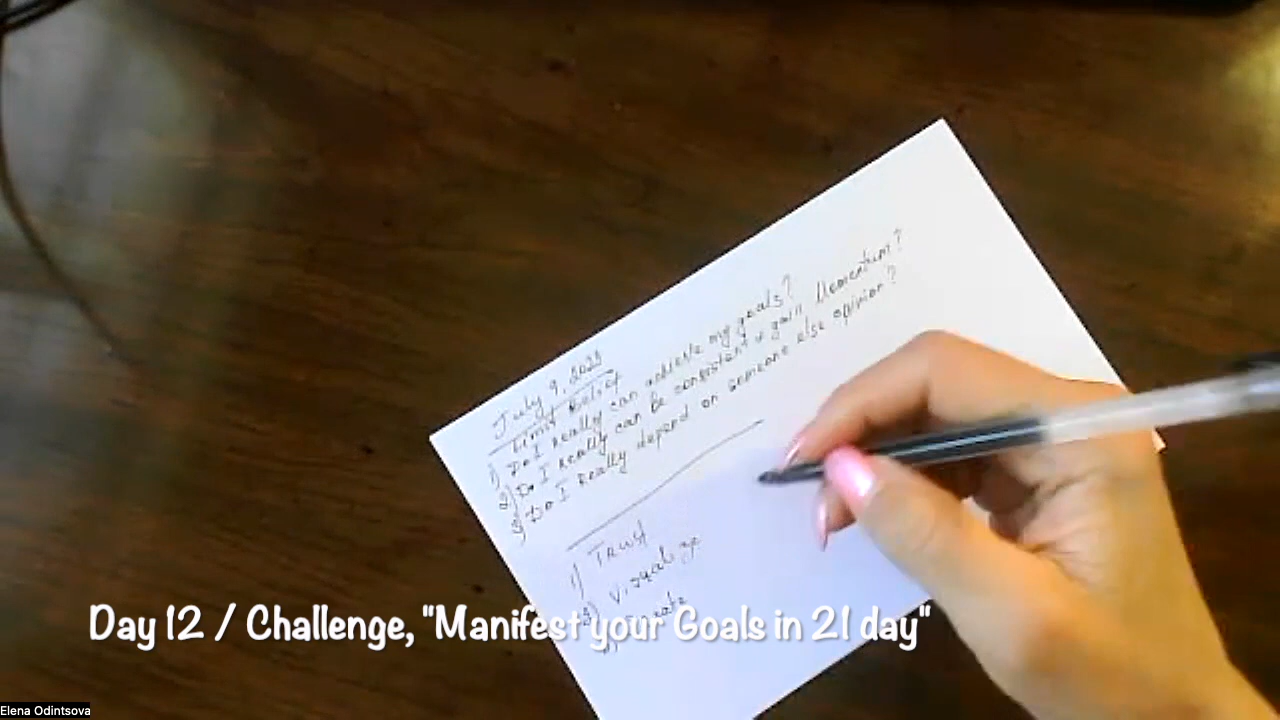 July 9, 2023
Limit Belief
1) Do I really can achieve my goals?
2) Do I really can be consistent & gain Momentum?
3) Do I really depend on someone else opinion?
1) Trust
Visualize
Day 12 / Challenge, "Manifest your Goals in 21 day"
Elena Odintsova